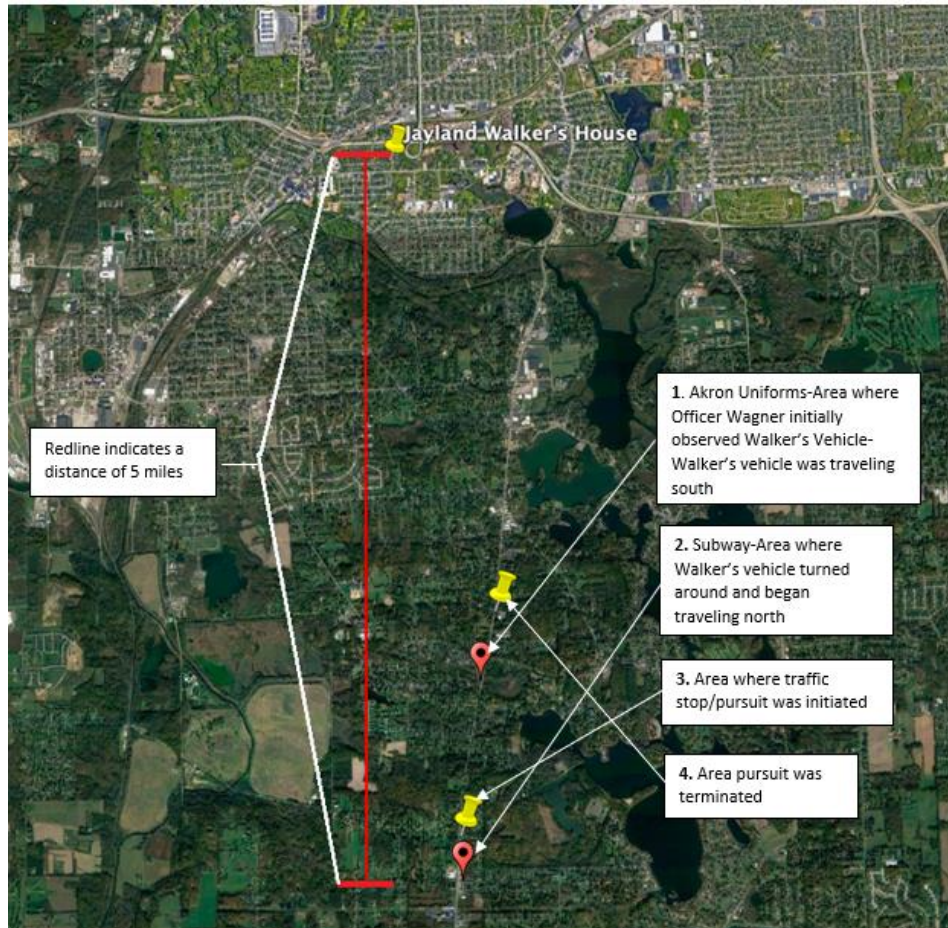 Jayland Walker's House
Redline indicates a
distance of 5 miles
1. Akron Uniforms-Area where
Officer Wagner initially
observed Walker's Vehicle-
Walker's vehicle was traveling
south
2. Subway-Area where
Walker's vehicle turned
around and began
traveling north
3. Area where traffic
stop/pursuit was initiated
4. Area pursuit was
terminated